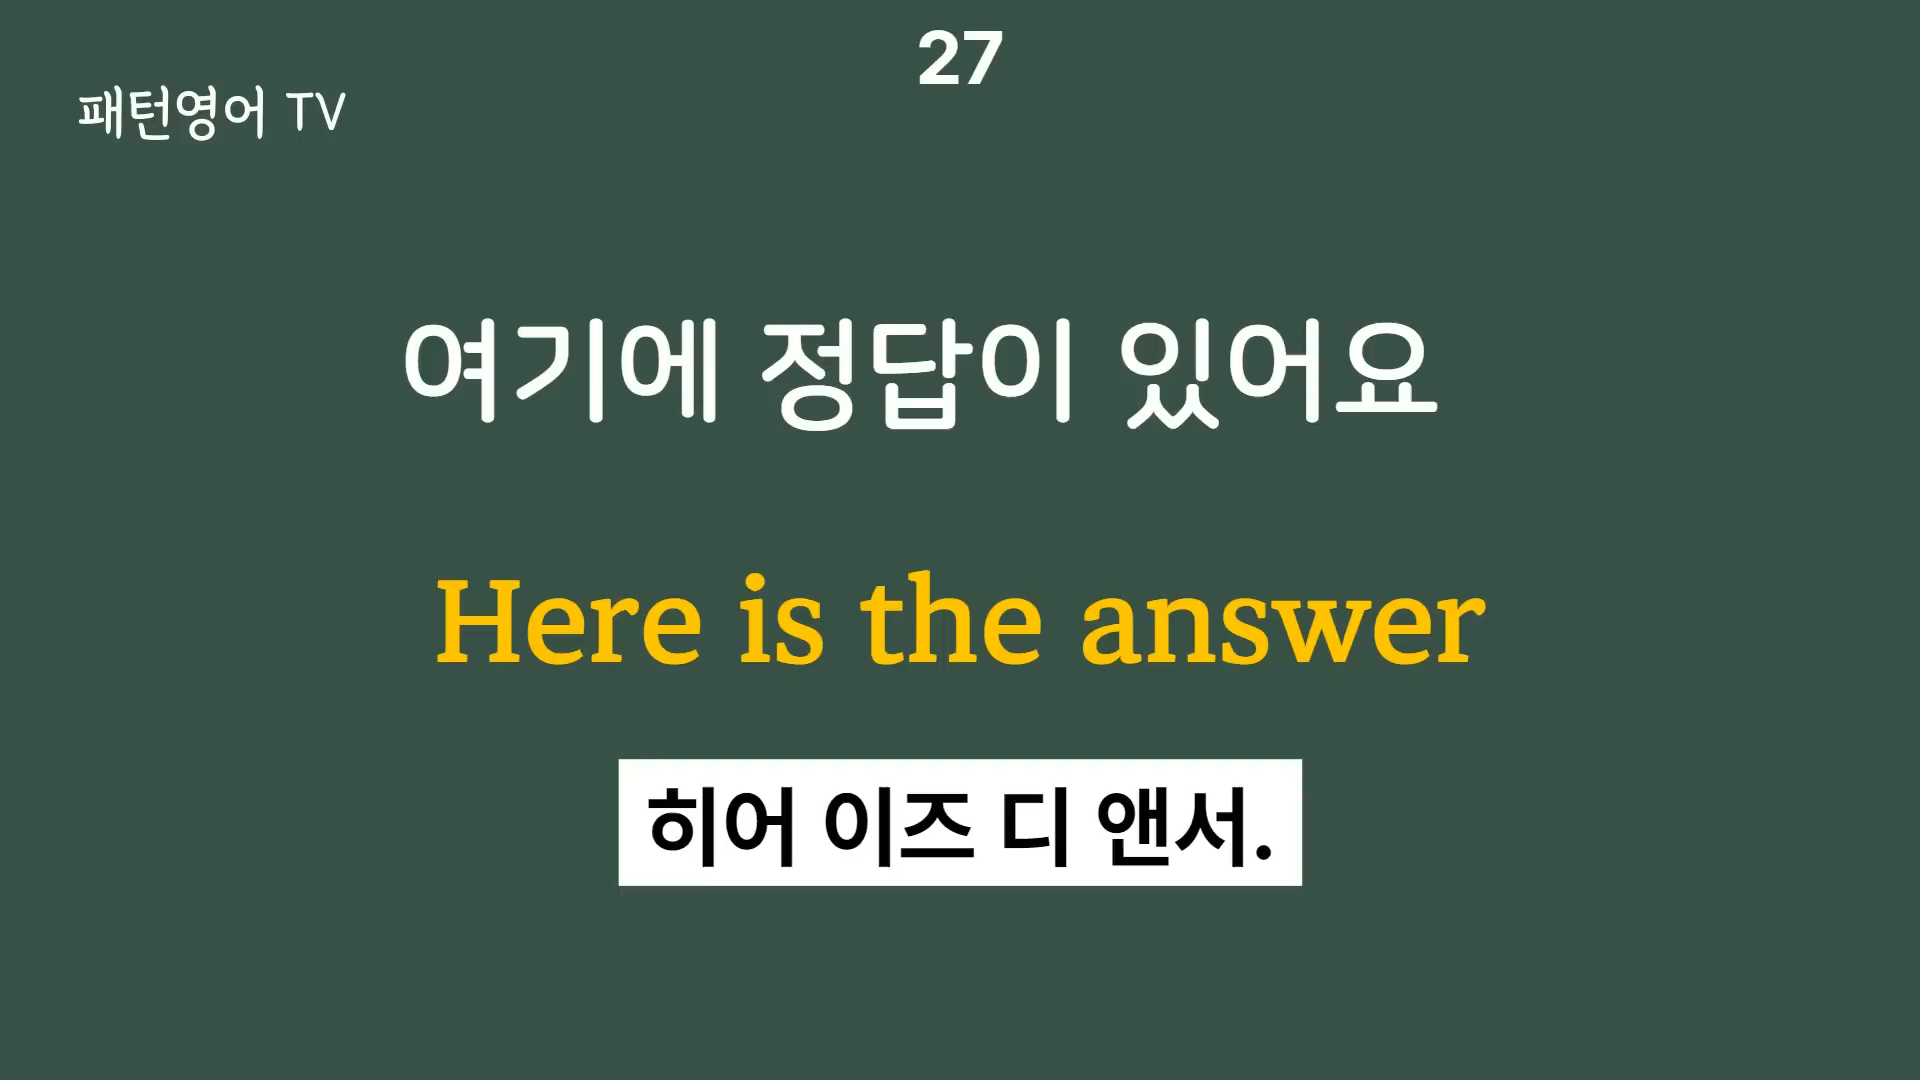 27
패턴영어 TV
여기에 정답이 있어요
Here is the answer
히어 이즈 디 앤서.